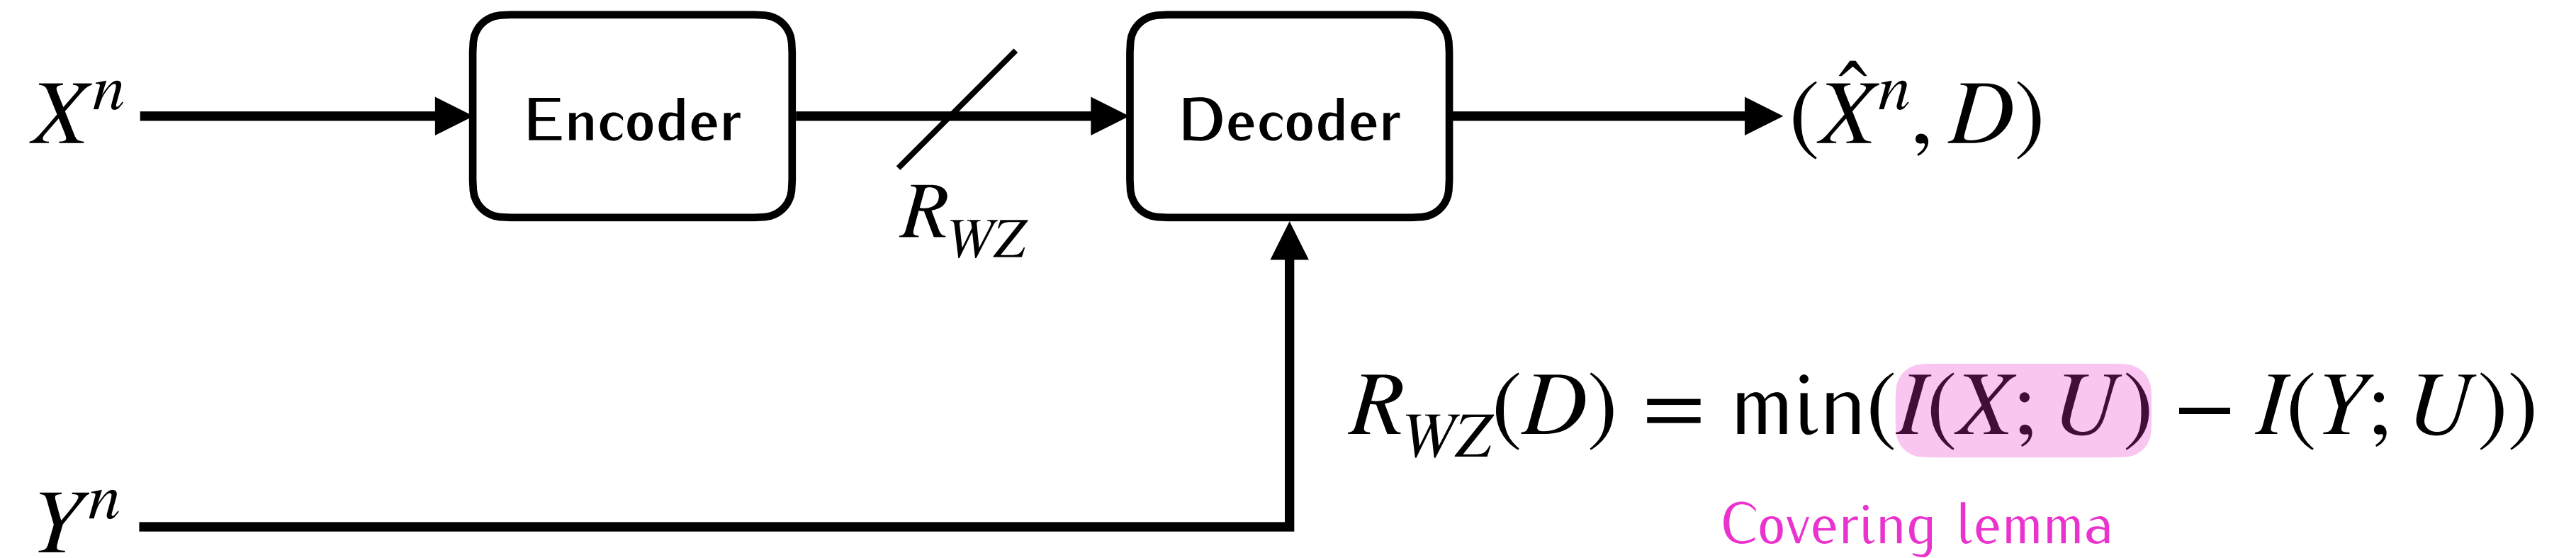 Xⁿ
Encoder
Decoder
(X̂ⁿ, D)
R_WZ
R_WZ(D) = min(I(X; U) − I(Y; U))
Yⁿ
Covering lemma